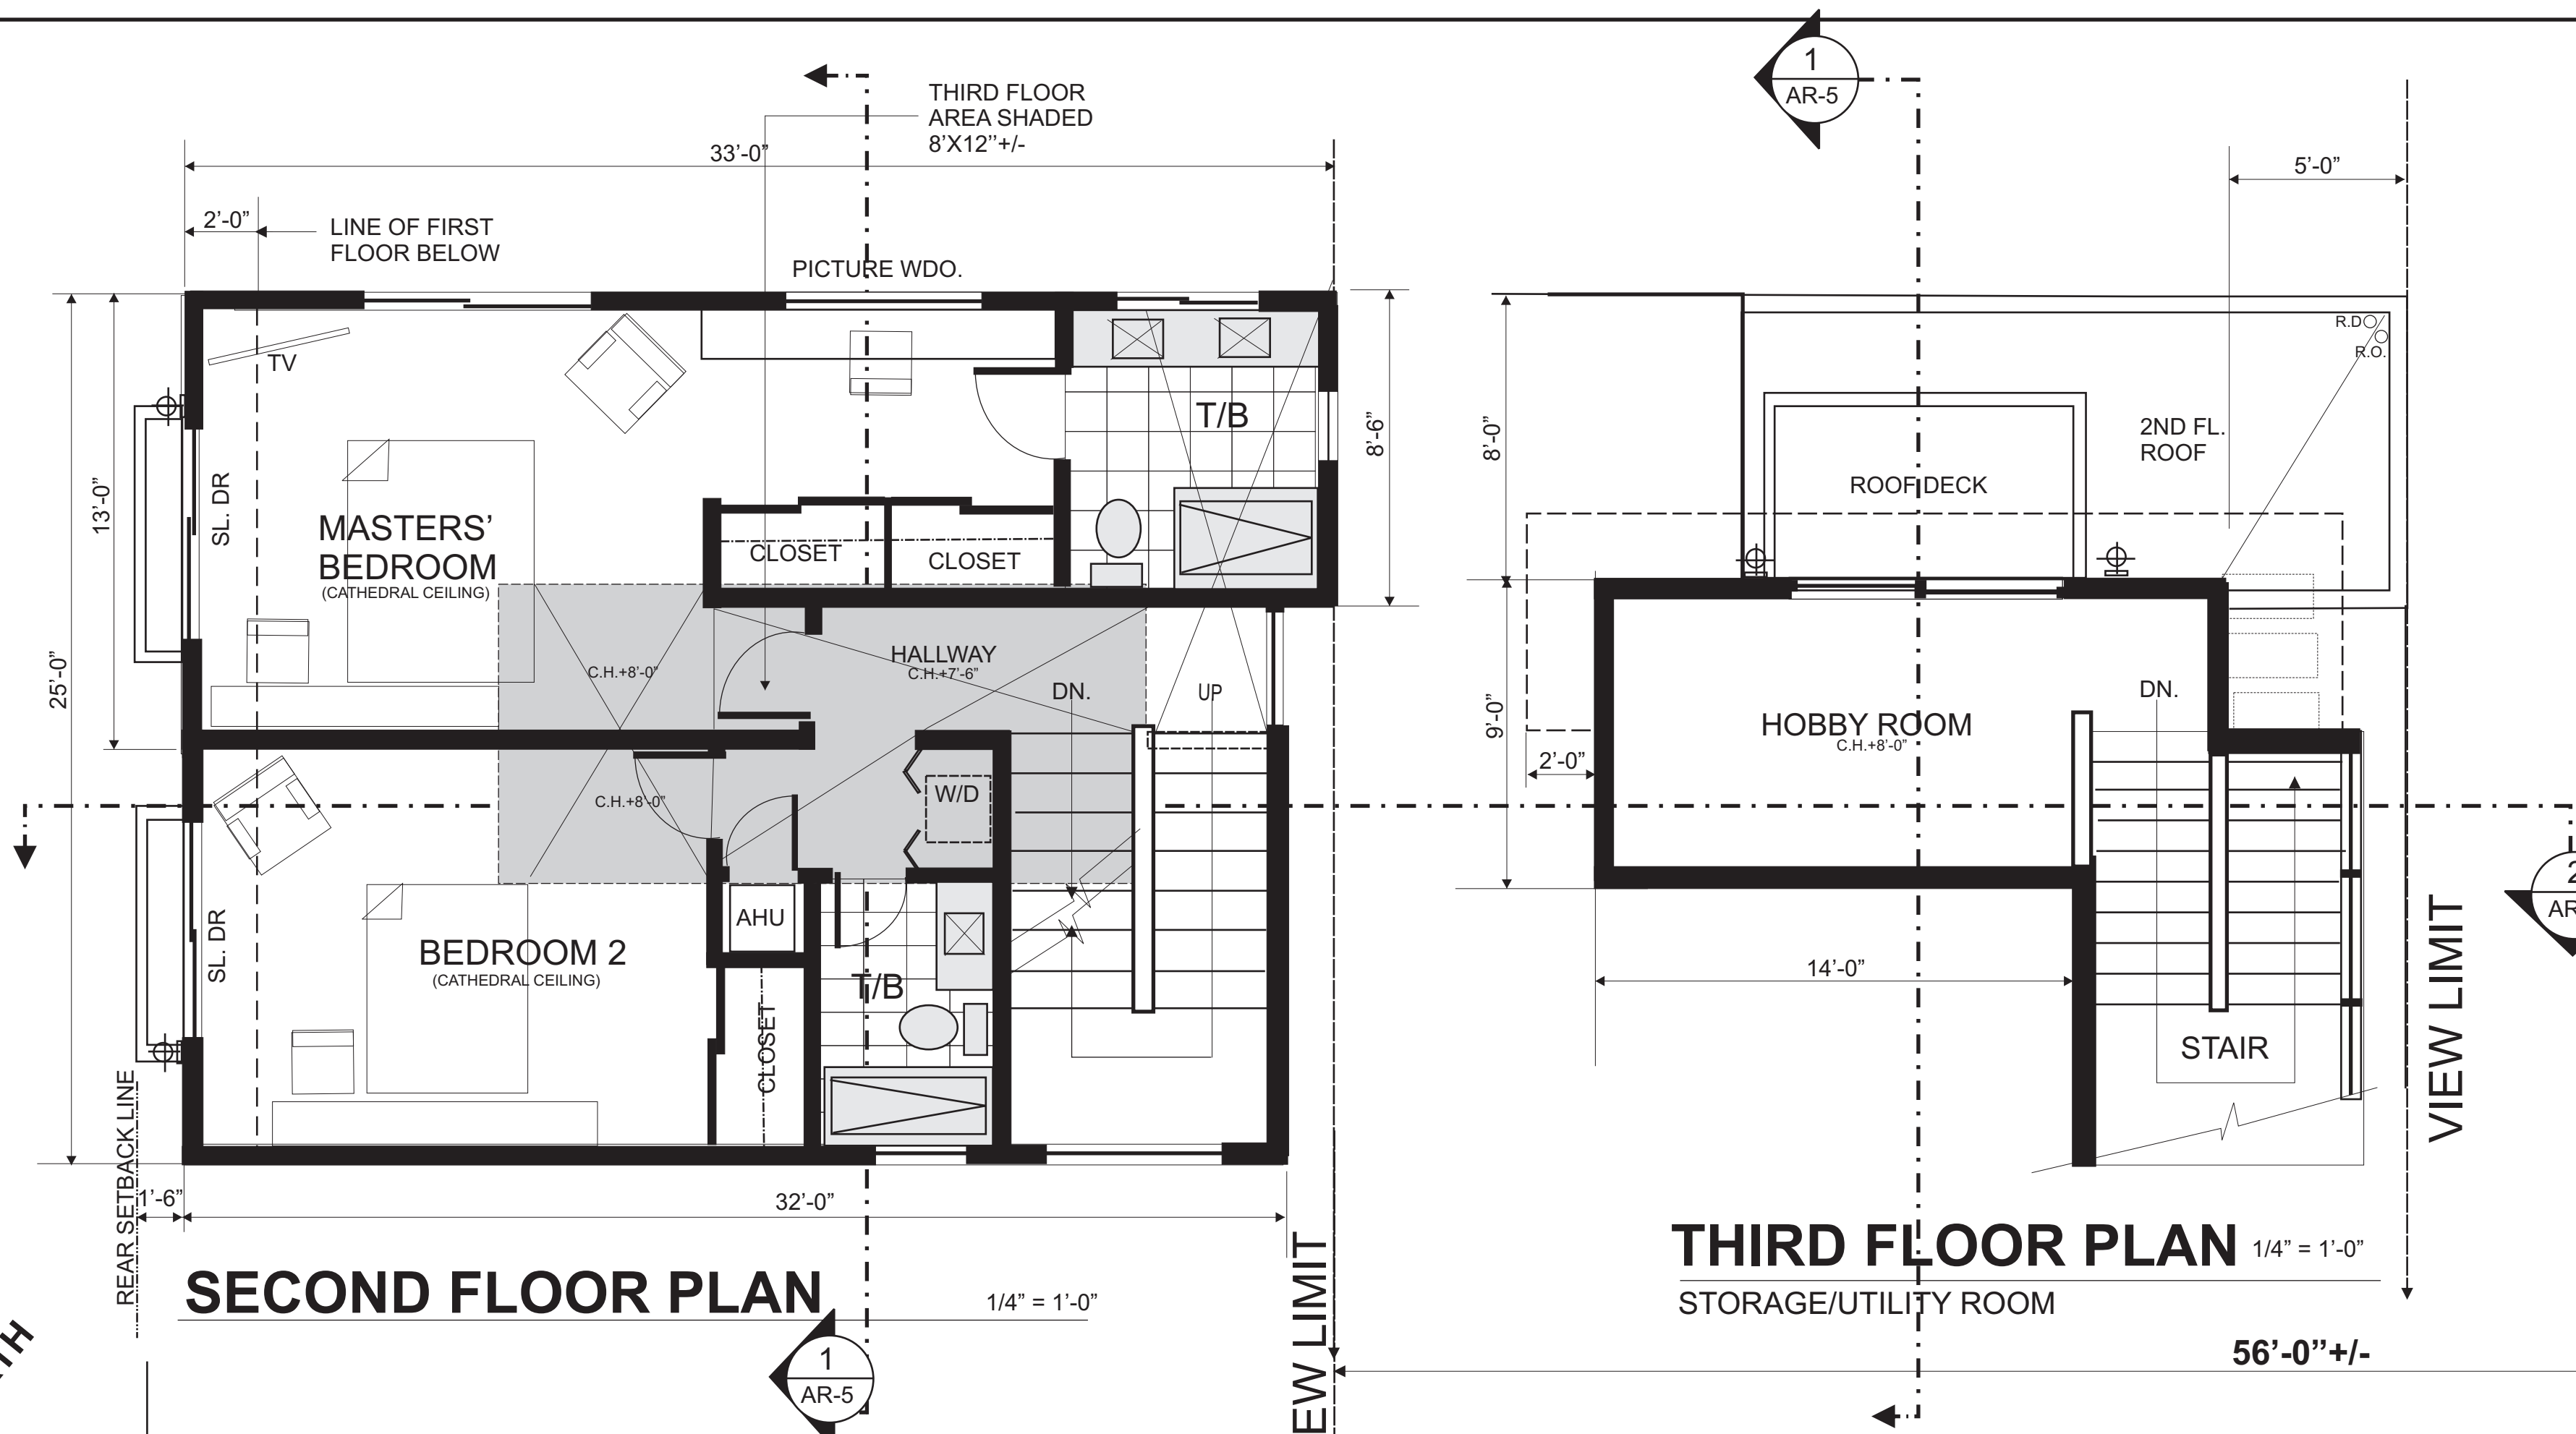 1
AR-5
THIRD FLOOR
AREA SHADED
8’X12’’+/-
33’-0”
5’-0”
2’-0”
LINE OF FIRST
FLOOR BELOW
PICTURE WDO.
TV
R.D
R.O.
T/B
8’-6”
8’-0”
2ND FL.
ROOF
ROOF DECK
13’-0”
SL. DR
MASTERS’
BEDROOM
(CATHEDRAL CEILING)
CLOSET
CLOSET
25’-0”
C.H.+8’-0”
HALLWAY
C.H.+7’-6”
DN.
UP
DN.
9’-0”
HOBBY ROOM
C.H.+8’-0”
2’-0”
C.H.+8’-0”
W/D
2
AR
SL. DR
BEDROOM 2
(CATHEDRAL CEILING)
AHU
T/B
CLOSET
14’-0”
STAIR
VIEW LIMIT
REAR SETBACK LINE
1’-6”
32’-0”
SECOND FLOOR PLAN
1/4” = 1’-0”
EW LIMIT
THIRD FLOOR PLAN
1/4” = 1’-0”
STORAGE/UTILITY ROOM
56’-0”+/-
1
AR-5
TH